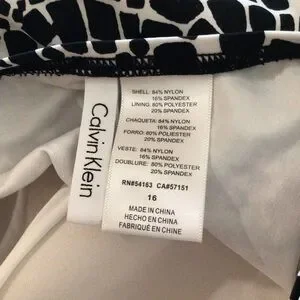 Calvin Klein
SHELL: 84% NYLON
16% SPANDEX
LINING: 80% POLYESTER
20% SPANDEX
CHAQUETA: 84% NYLON
16% SPANDEX
FORRO: 80% POLYESTER
20% SPANDEX
VESTE: 84% NYLON
16% SPANDEX
DOUBLURE: 80% POLYESTER
20% SPANDEX
RN#54163 CA#57151
16
MADE IN CHINA
HECHO EN CHINA
FABRIQUÉ EN CHINE